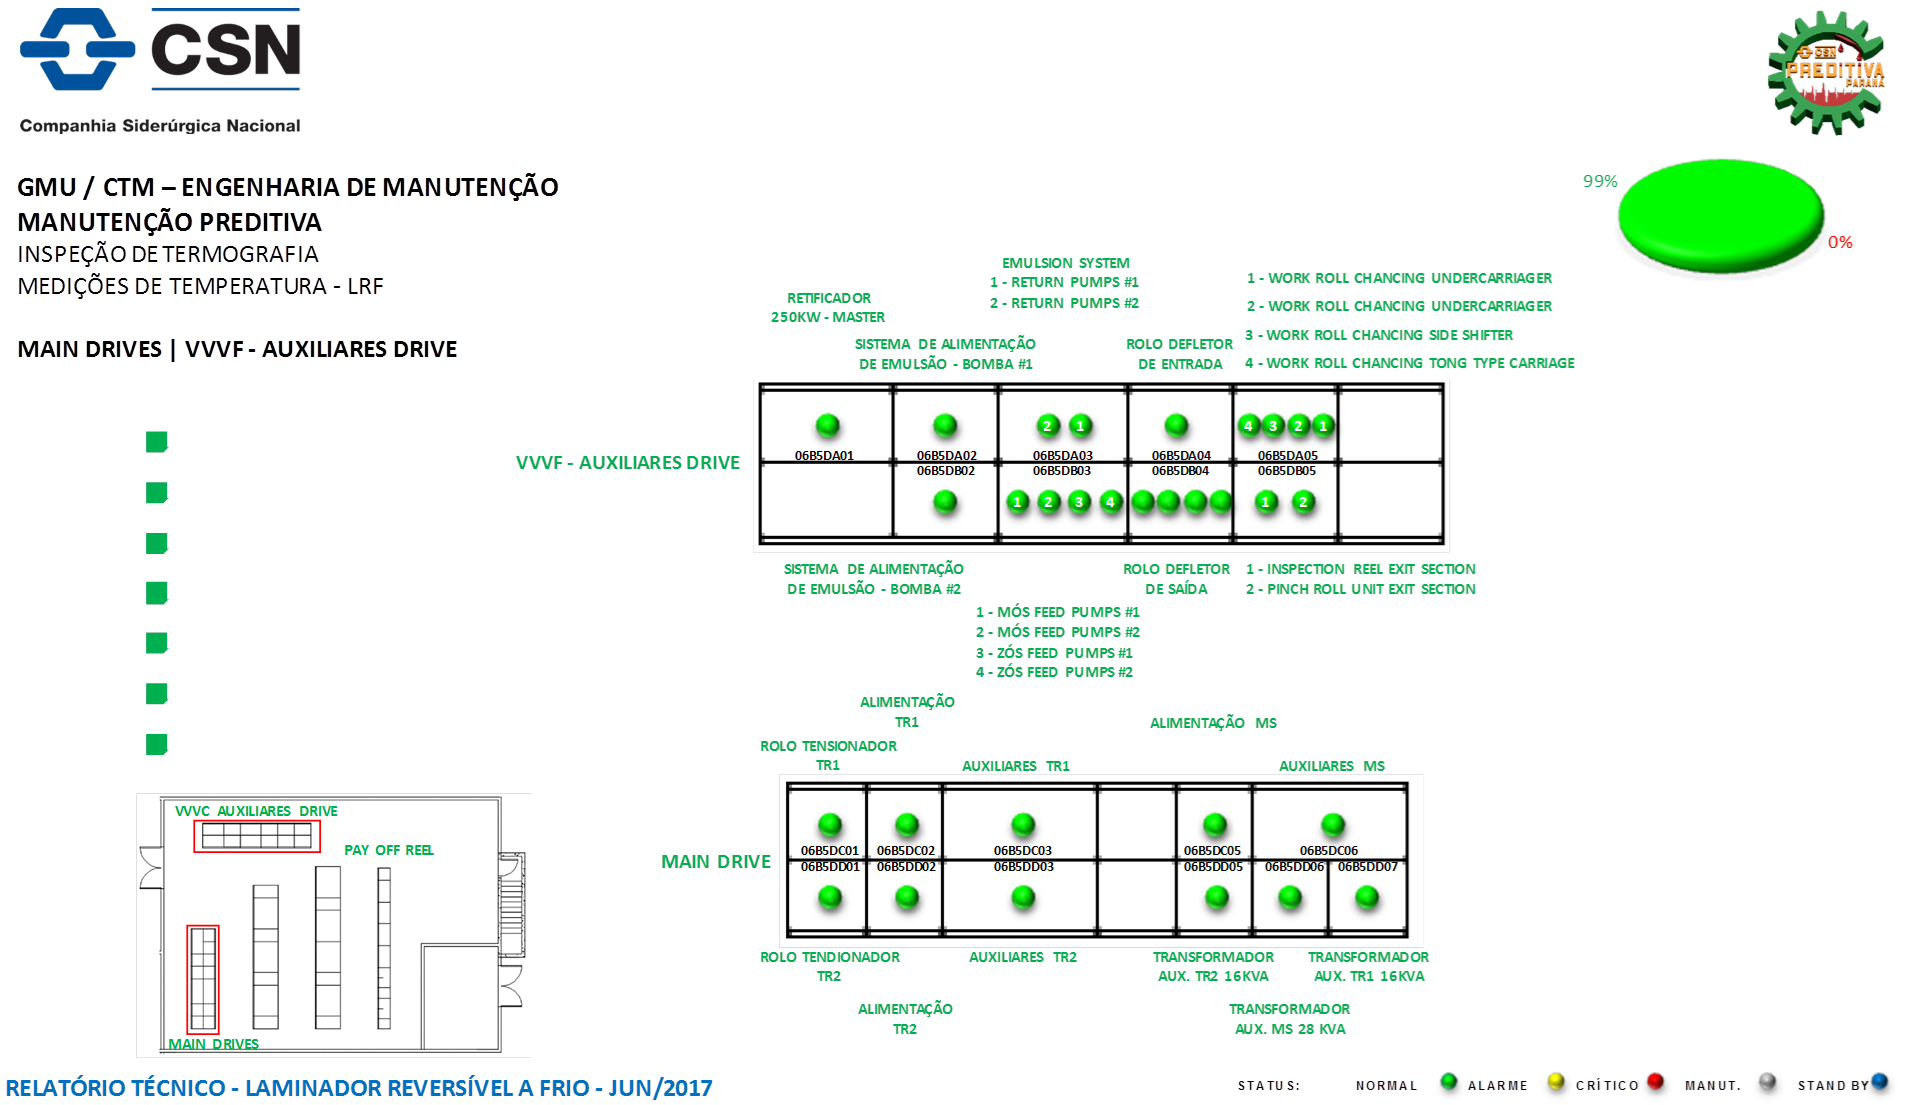 CSN
Companhia Siderúrgica Nacional
CSN
PREDITIVA
PARANÁ
GMU / CTM – ENGENHARIA DE MANUTENÇÃO
MANUTENÇÃO PREDITIVA
INSPEÇÃO DE TERMOGRAFIA
MEDIÇÕES DE TEMPERATURA - LRF
MAIN DRIVES | VVVF - AUXILIARES DRIVE
99%
0%
RETIFICADOR
250KW - MASTER
SISTEMA DE ALIMENTAÇÃO
DE EMULSÃO - BOMBA #1
EMULSION SYSTEM
1 - RETURN PUMPS #1
2 - RETURN PUMPS #2
ROLO DEFLETOR
DE ENTRADA
1 - WORK ROLL CHANCING UNDERCARRIAGER
2 - WORK ROLL CHANCING UNDERCARRIAGER
3 - WORK ROLL CHANCING SIDE SHIFTER
4 - WORK ROLL CHANCING TONG TYPE CARRIAGE
VVVF - AUXILIARES DRIVE
2 1
4 3 2 1
06B5DA01 06B5DA02 06B5DA03 06B5DA04 06B5DA05
06B5DB02 06B5DB03 06B5DB04 06B5DB05
1 2 3 4
1 2
SISTEMA DE ALIMENTAÇÃO
DE EMULSÃO - BOMBA #2
ROLO DEFLETOR
DE SAÍDA
1 - INSPECTION REEL EXIT SECTION
2 - PINCH ROLL UNIT EXIT SECTION
1 - MÓS FEED PUMPS #1
2 - MÓS FEED PUMPS #2
3 - ZÓS FEED PUMPS #1
4 - ZÓS FEED PUMPS #2
ALIMENTAÇÃO
TR1
ALIMENTAÇÃO MS
ROLO TENSIONADOR
TR1
AUXILIARES TR1
AUXILIARES MS
MAIN DRIVE
06B5DC01 06B5DC02 06B5DC03 06B5DC05 06B5DC06
06B5DD01 06B5DD02 06B5DD03 06B5DD05 06B5DD06 06B5DD07
ROLO TENDIONADOR
TR2
AUXILIARES TR2
TRANSFORMADOR
AUX. TR2 16KVA
TRANSFORMADOR
AUX. TR1 16KVA
ALIMENTAÇÃO
TR2
TRANSFORMADOR
AUX. MS 28 KVA
VVVC AUXILIARES DRIVE
PAY OFF REEL
MAIN DRIVES
RELATÓRIO TÉCNICO - LAMINADOR REVERSÍVEL A FRIO - JUN/2017
STATUS: NORMAL ALARME CRÍTICO MANUT. STAND BY